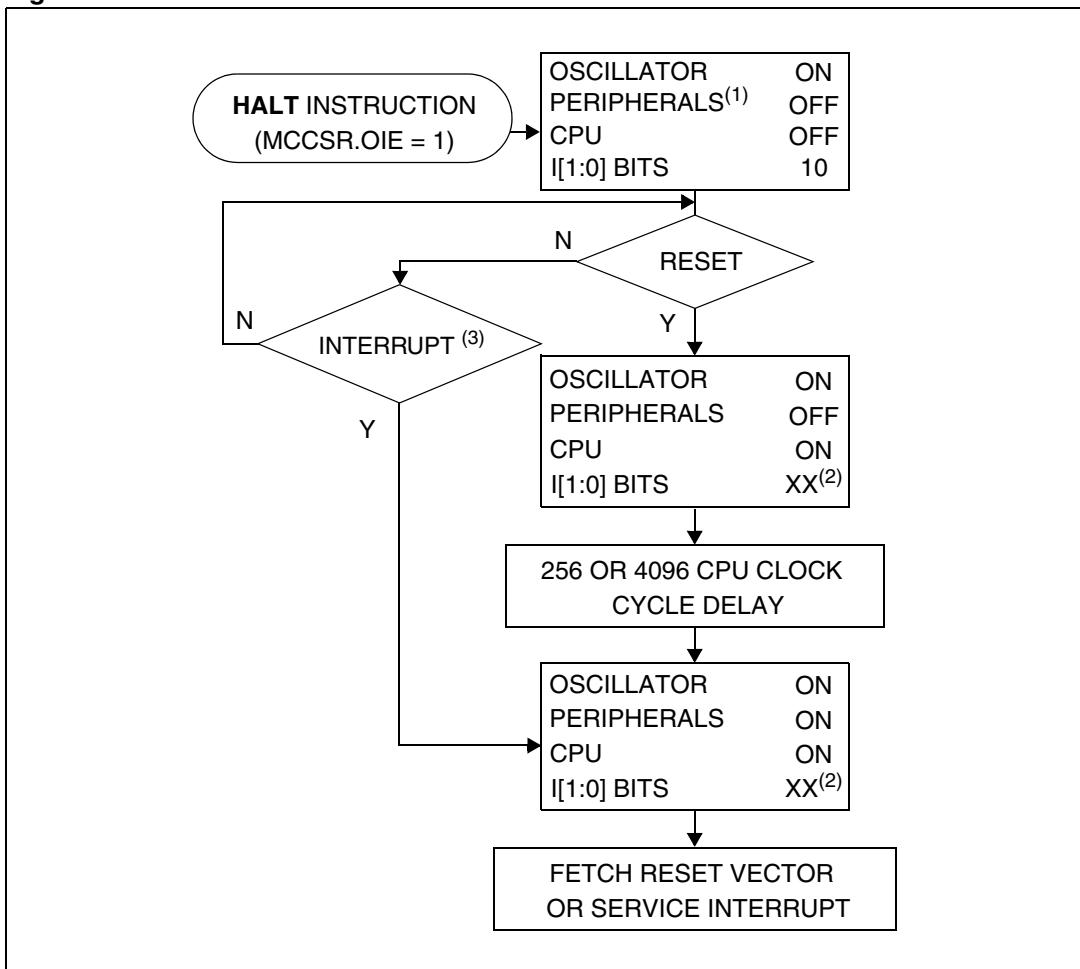 HALT INSTRUCTION
(MCCSR.OIE = 1)
OSCILLATOR ON
PERIPHERALS(1) OFF
CPU OFF
I[1:0] BITS 10
RESET
N
Y
INTERRUPT (3)
N
Y
OSCILLATOR ON
PERIPHERALS OFF
CPU ON
I[1:0] BITS XX(2)
256 OR 4096 CPU CLOCK
CYCLE DELAY
OSCILLATOR ON
PERIPHERALS ON
CPU ON
I[1:0] BITS XX(2)
FETCH RESET VECTOR
OR SERVICE INTERRUPT